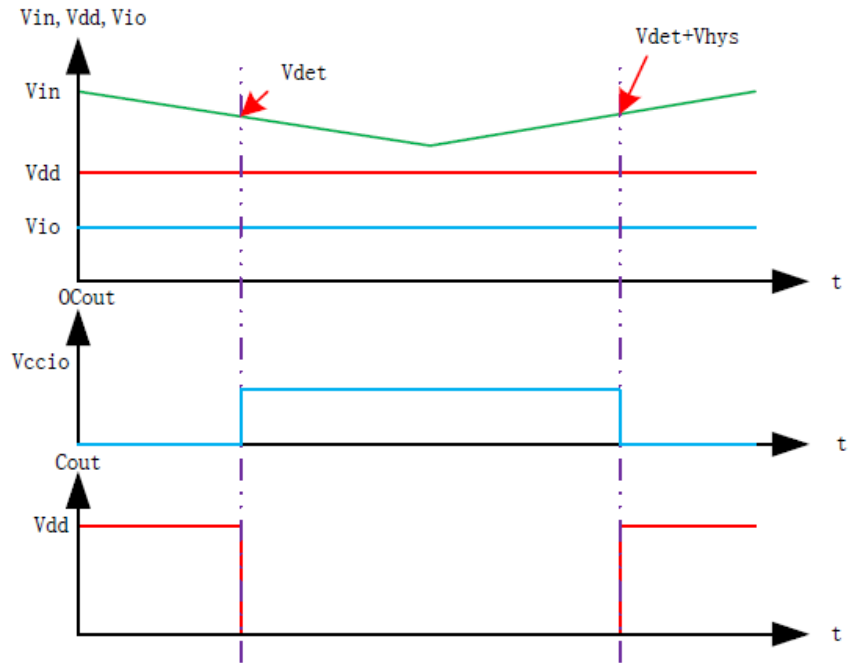 Vin, Vdd, Vio
Vdet+Vhys
Vdet
Vin
Vdd
Vio
t
OCout
Vccio
t
Cout
Vdd
t